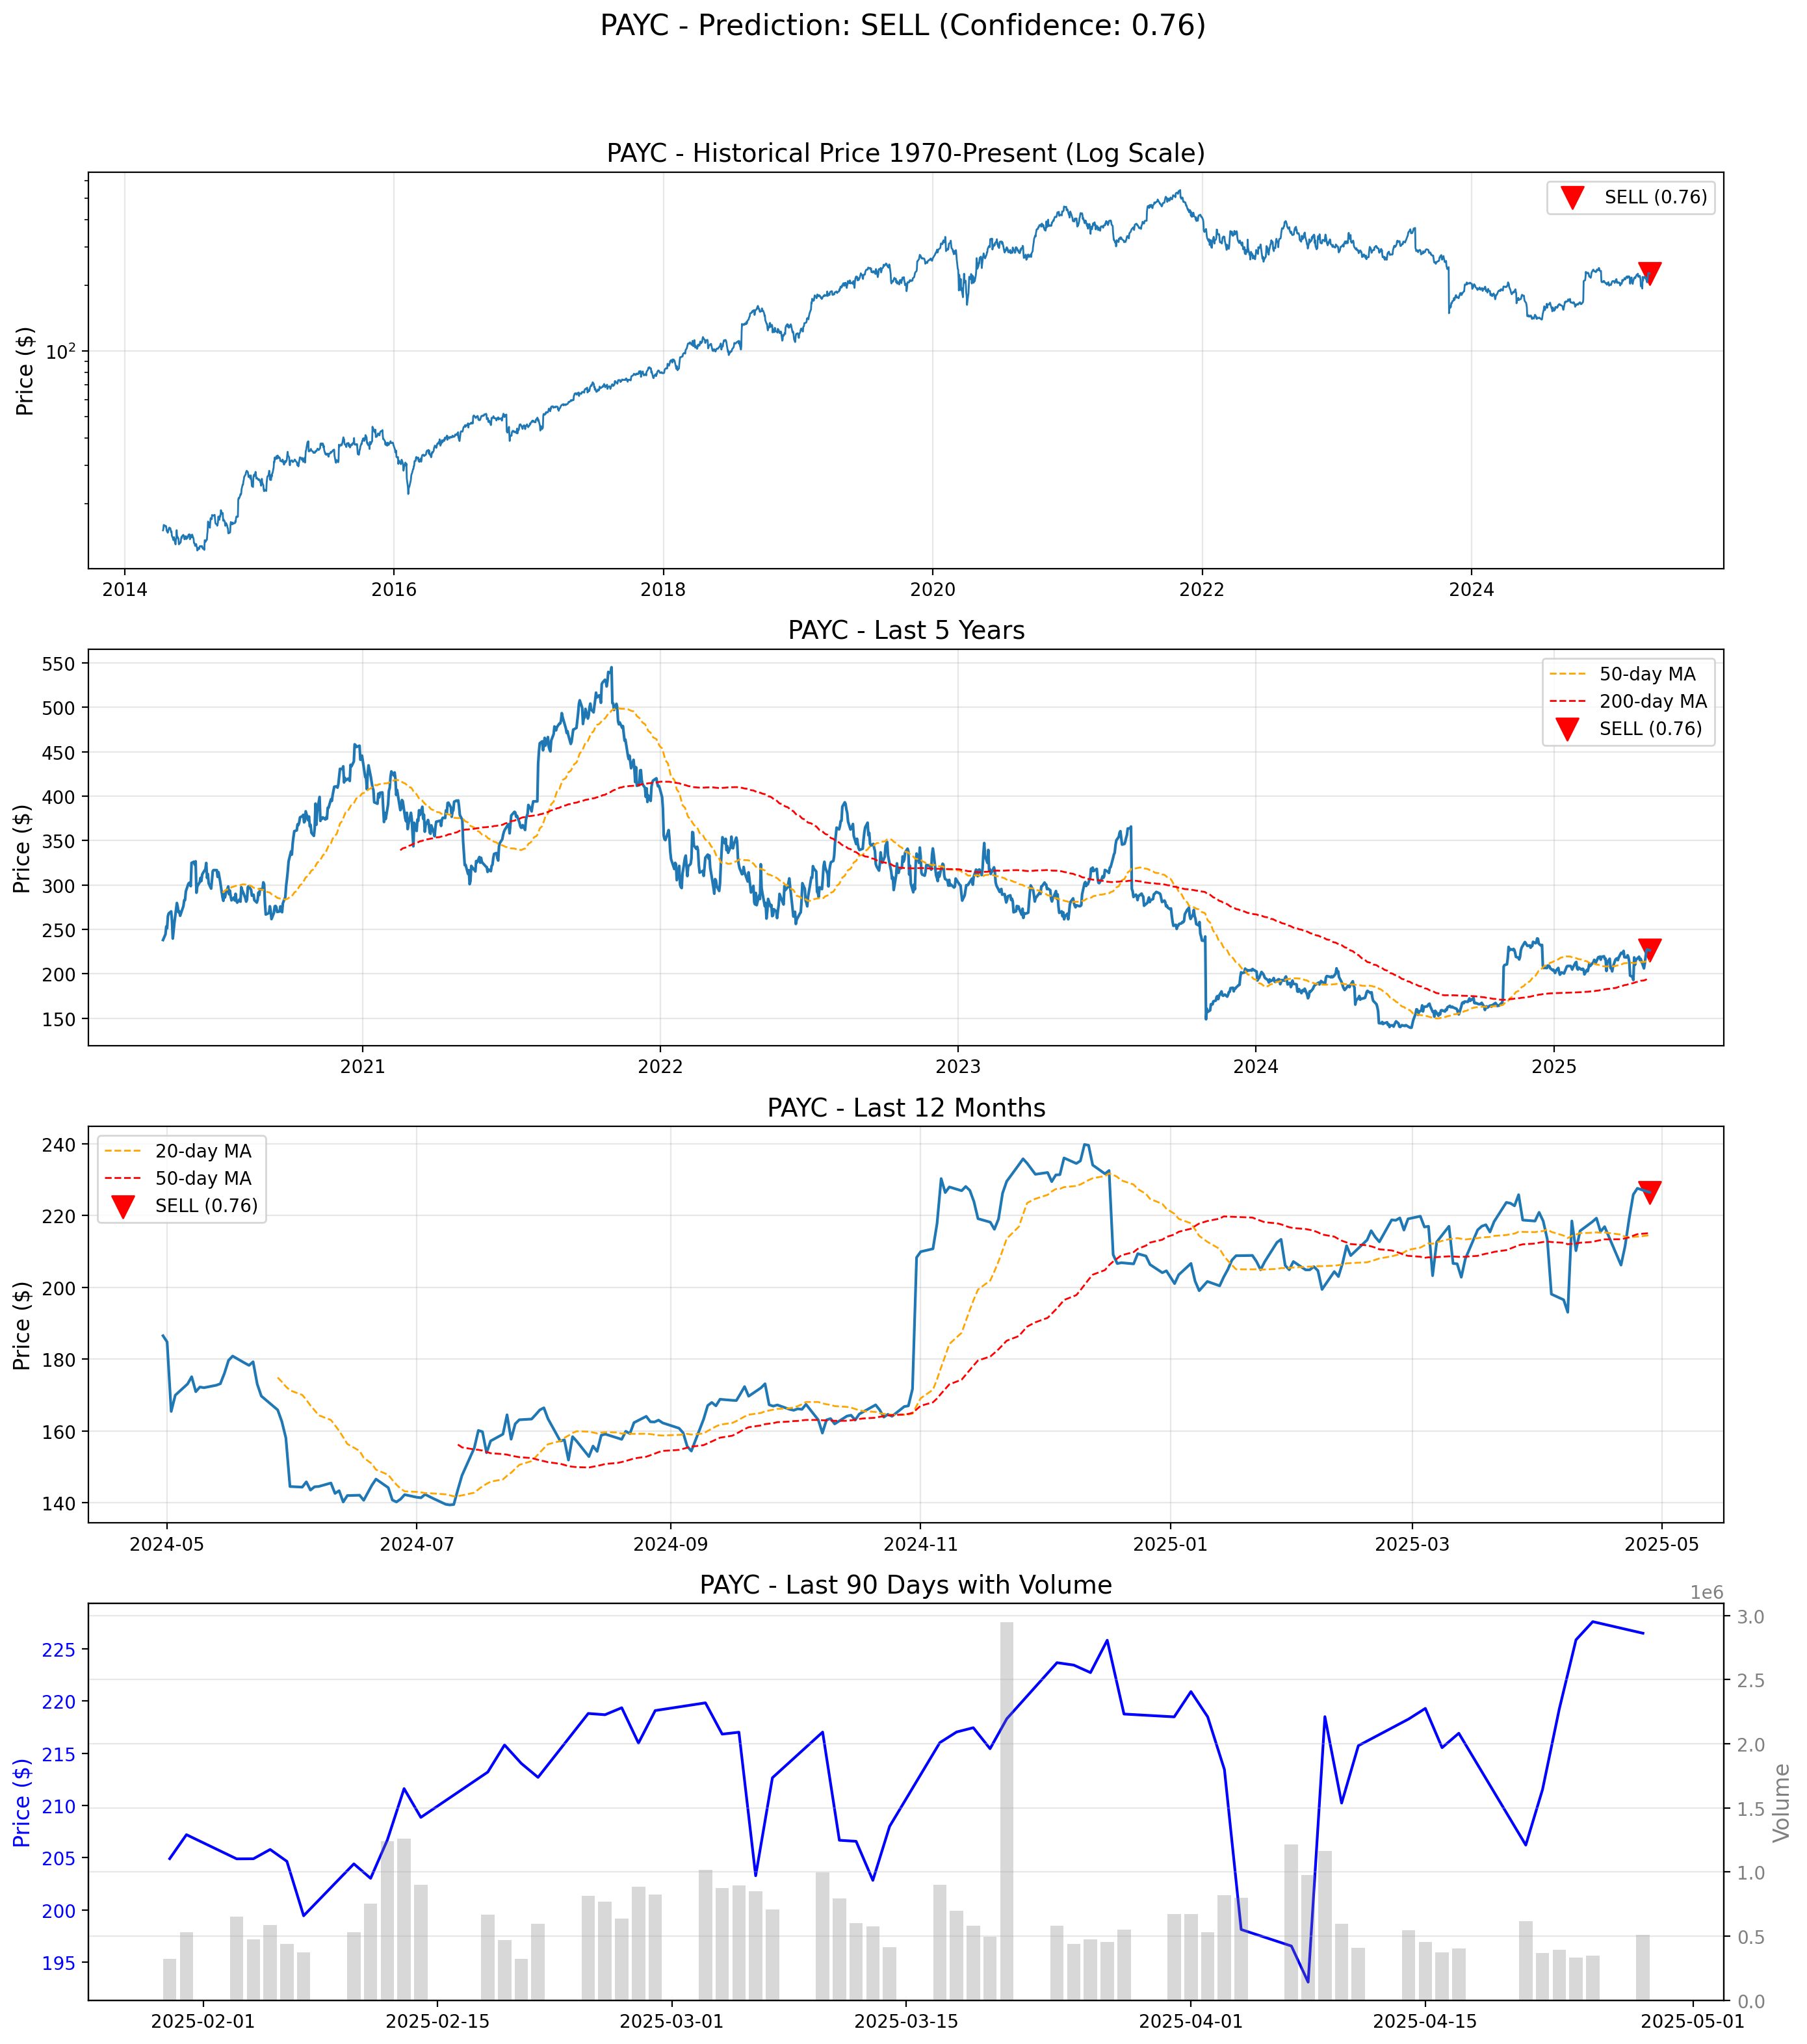 PAYC - Prediction: SELL (Confidence: 0.76)
PAYC - Historical Price 1970-Present (Log Scale)
SELL (0.76)
Price ($)
10²
2014 2016 2018 2020 2022 2024
PAYC - Last 5 Years
50-day MA
200-day MA
SELL (0.76)
Price ($)
550
500
450
400
350
300
250
200
150
2021 2022 2023 2024 2025
PAYC - Last 12 Months
20-day MA
50-day MA
SELL (0.76)
Price ($)
240
220
200
180
160
140
2024-05 2024-07 2024-09 2024-11 2025-01 2025-03 2025-05
PAYC - Last 90 Days with Volume
1e6
Price ($)
225
220
215
210
205
200
195
3.0
2.5
2.0
1.5
1.0
0.5
0.0
Volume
2025-02-01 2025-02-15 2025-03-01 2025-03-15 2025-04-01 2025-04-15 2025-05-01